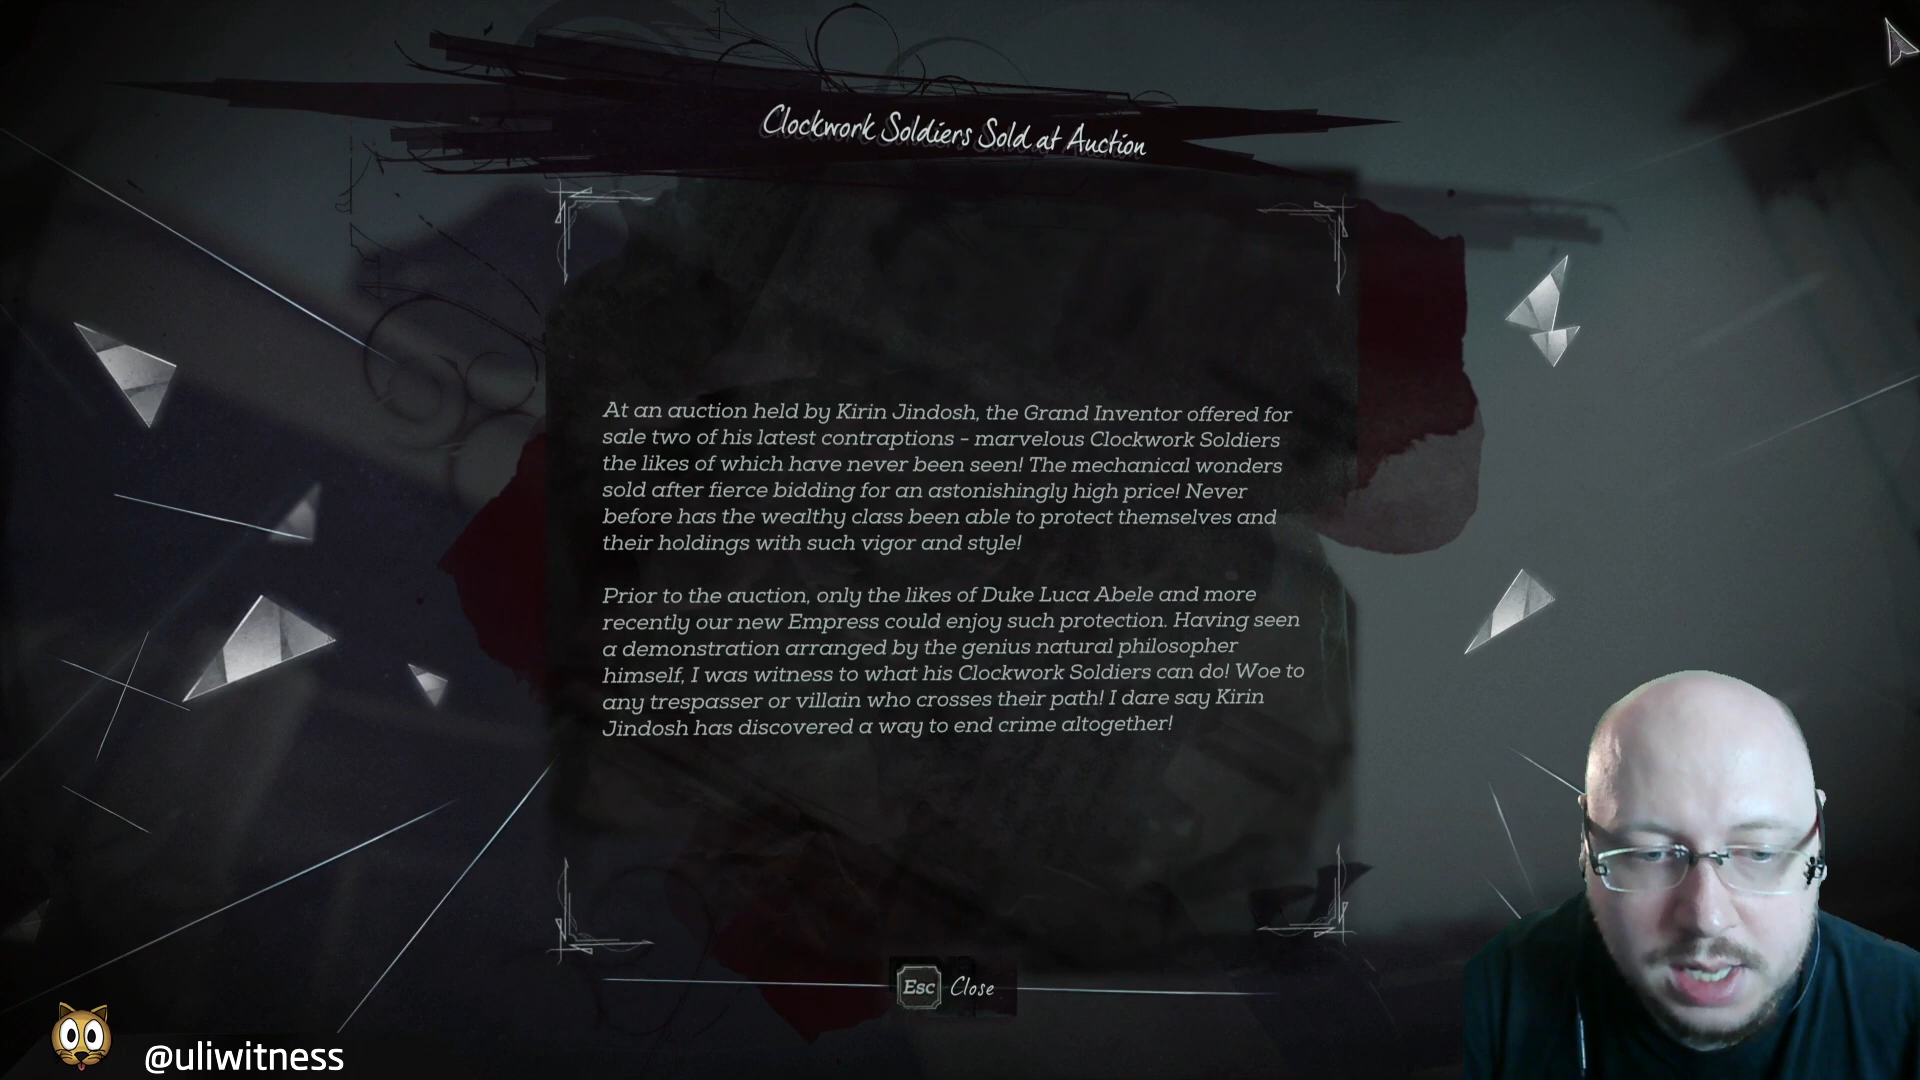 Clockwork Soldiers Sold at Auction
At an auction held by Kirin Jindosh, the Grand Inventor offered for
sale two of his latest contraptions - marvelous Clockwork Soldiers
the likes of which have never been seen! The mechanical wonders
sold after fierce bidding for an astonishingly high price! Never
before has the wealthy class been able to protect themselves and
their holdings with such vigor and style!
Prior to the auction, only the likes of Duke Luca Abele and more
recently our new Empress could enjoy such protection. Having seen
a demonstration arranged by the genius natural philosopher
himself, I was witness to what his Clockwork Soldiers can do! Woe to
any trespasser or villain who crosses their path! I dare say Kirin
Jindosh has discovered a way to end crime altogether!
Esc Close
@uliwitness